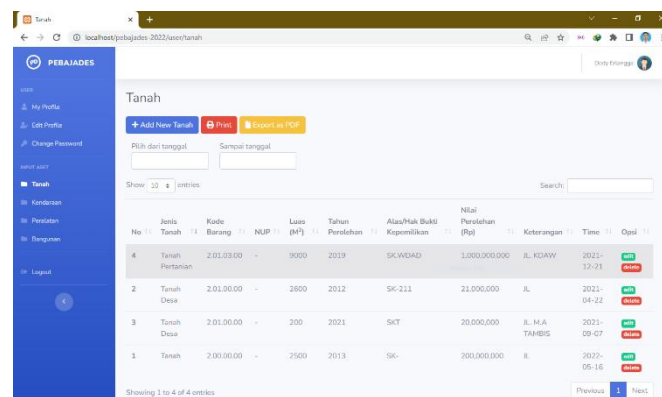 Tanah
localhost/pebajades-2022/user/tanah
PEBAJADES
USER
My Profile
Edit Profile
Change Password
INPUT ASET
Tanah
Kendaraan
Peralatan
Bangunan
Logout
Tanah
+ Add New Tanah Print Export as PDF
Pilih dari tanggal Sampai tanggal
Show 10 entries Search:
No Jenis Tanah Kode Barang NUP Luas (M²) Tahun Perolehan Alas/Hak Bukti Kepemilikan Nilai Perolehan (Rp) Keterangan Time Opsi
4 Tanah Pertanian 2.01.03.00 - 9000 2019 SK.WDAD 1,000,000,000 JL. KDAW 2021-12-21 edit delete
2 Tanah Desa 2.01.00.00 - 2600 2012 SK-211 21,000,000 JL. 2021-04-22 edit delete
3 Tanah Desa 2.01.00.00 - 200 2021 SKT 20,000,000 JL. M.A TAMBIS 2021-09-07 edit delete
1 Tanah 2.00.00.00 - 2500 2013 SK- 200,000,000 JL. 2022-05-16 edit delete
Showing 1 to 4 of 4 entries
Previous 1 Next